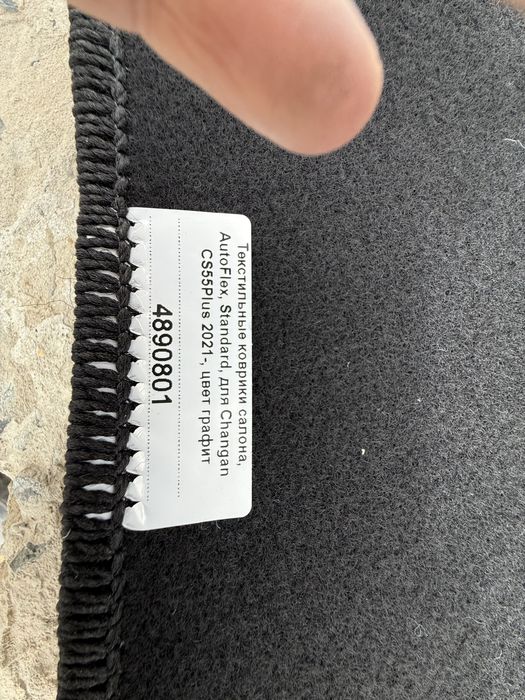 Текстильные коврики салона,
AutoFlex, Standard, для Changan
CS55Plus 2021-, цвет графит
4890801